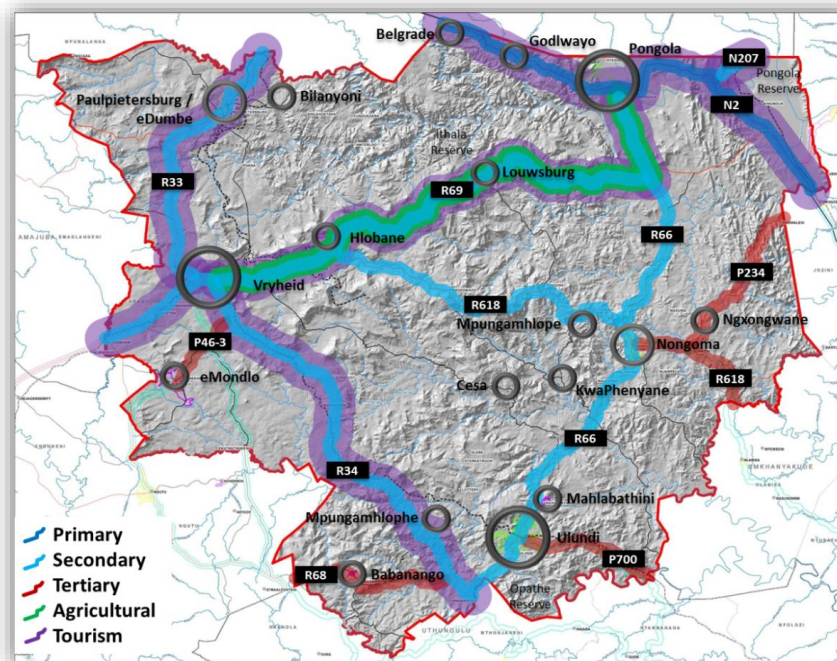 Belgrade
Godlwayo
Pongola
N207
Pongola
Reserve
Paulpietersburg /
eDumbe
Bilanyoni
N2
Ithala
Reserve
Louwsburg
R33
R69
Hlobane
R66
P234
Vryheid
R618
Mpungamhlope
Ngxongwane
P46-3
Nongoma
eMondlo
Cesa
KwaPhenyane
R618
R66
R34
Mahlabathini
Mpungamhlophe
Ulundi
P700
R68
Babanango
Opathe
Reserve
Primary
Secondary
Tertiary
Agricultural
Tourism
UTHUNGULU